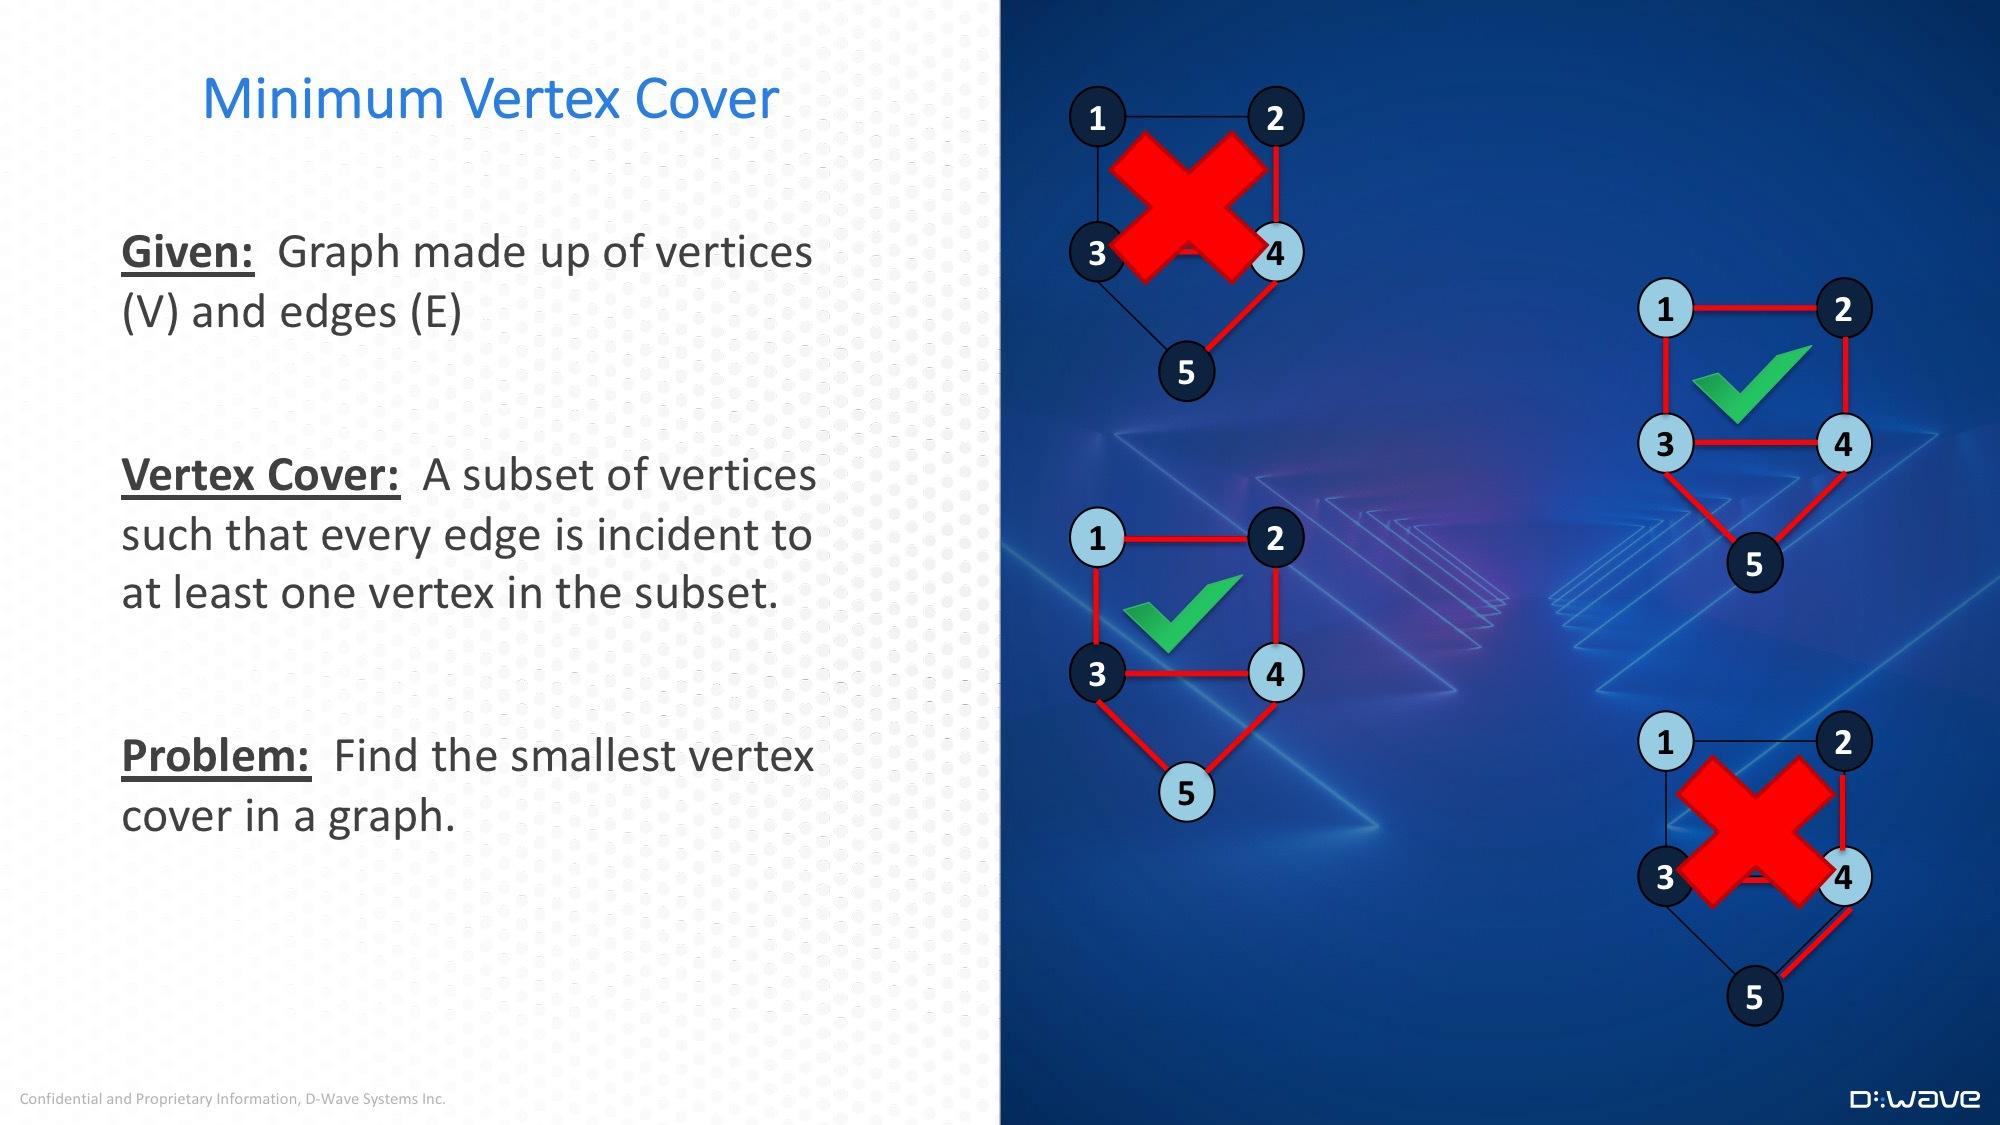 Minimum Vertex Cover
Given: Graph made up of vertices
(V) and edges (E)
Vertex Cover: A subset of vertices
such that every edge is incident to
at least one vertex in the subset.
Problem: Find the smallest vertex
cover in a graph.
Confidential and Proprietary Information, D-Wave Systems Inc.
1 2
3 4
5
1 2
3 4
5
1 2
3 4
5
1 2
3 4
5
D:Wave